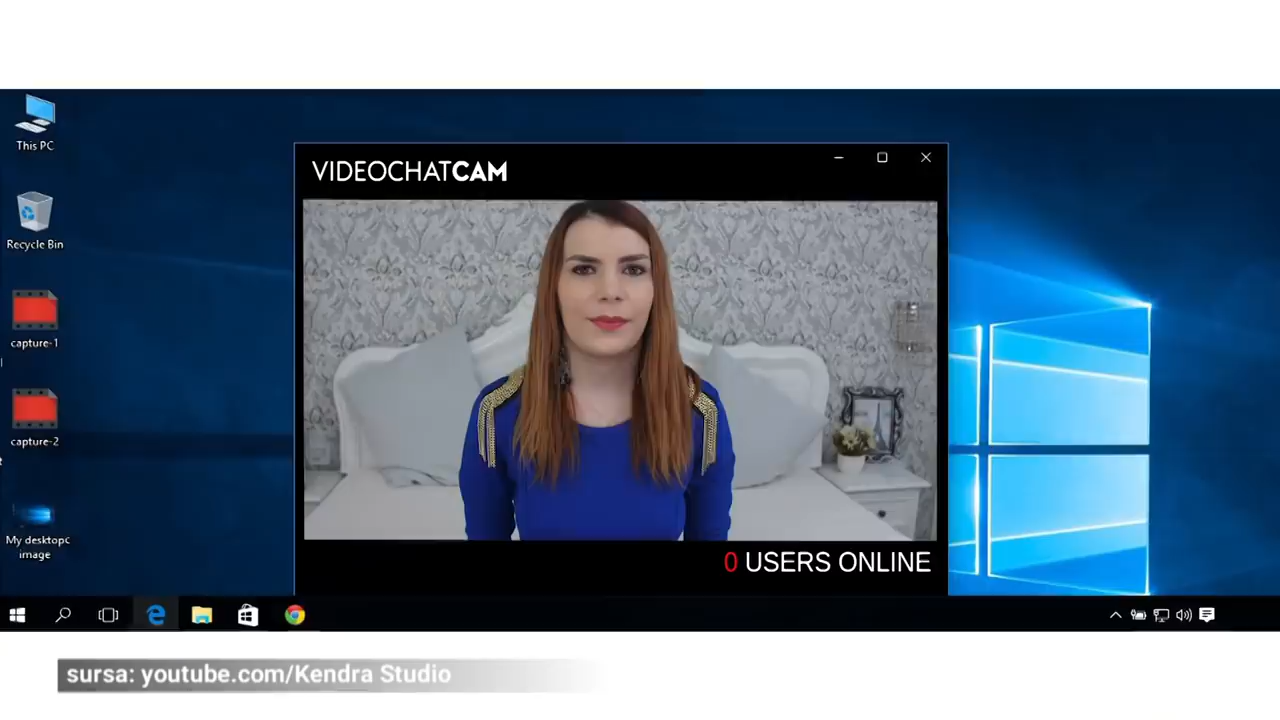 This PC
Recycle Bin
capture-1
capture-2
My desktopc
image
VIDEOCHATCAM
0 USERS ONLINE
sursa: youtube.com/Kendra Studio